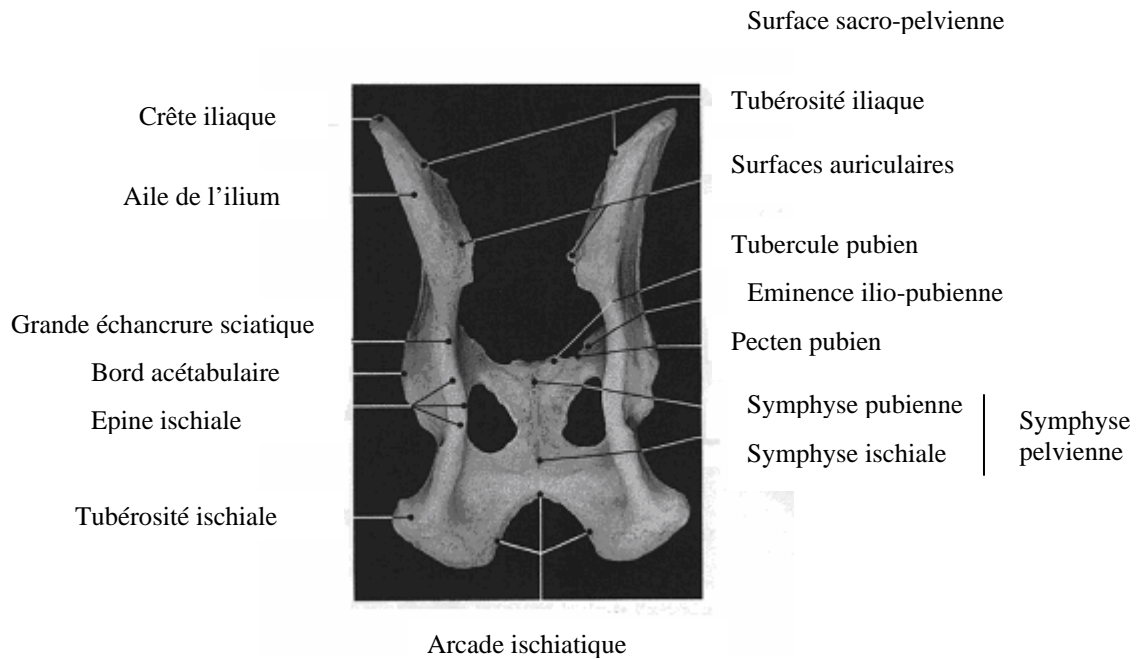 Surface sacro-pelvienne
Crête iliaque
Tubérosité iliaque
Aile de l’ilium
Surfaces auriculaires
Tubercule pubien
Eminence ilio-pubienne
Grande échancrure sciatique
Pecten pubien
Bord acétabulaire
Epine ischiale
Symphyse pubienne
Symphyse ischiale
Symphyse
pelvienne
Tubérosité ischiale
Arcade ischiatique